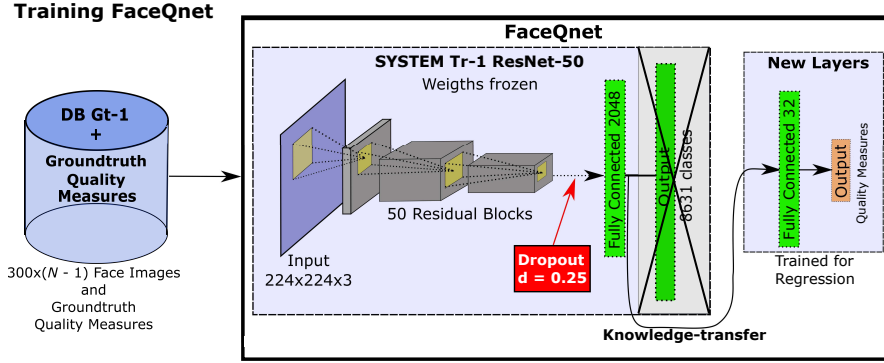 Training FaceQnet
FaceQnet
DB Gt-1
+
Groundtruth
Quality
Measures
300x(N - 1) Face Images
and
Groundtruth
Quality Measures
SYSTEM Tr-1 ResNet-50
Weigths frozen
Input
224x224x3
50 Residual Blocks
Dropout
d = 0.25
Fully Connected 2048
Output
8631 classes
Knowledge-transfer
New Layers
Fully Connected 32
Output
Quality Measures
Trained for
Regression